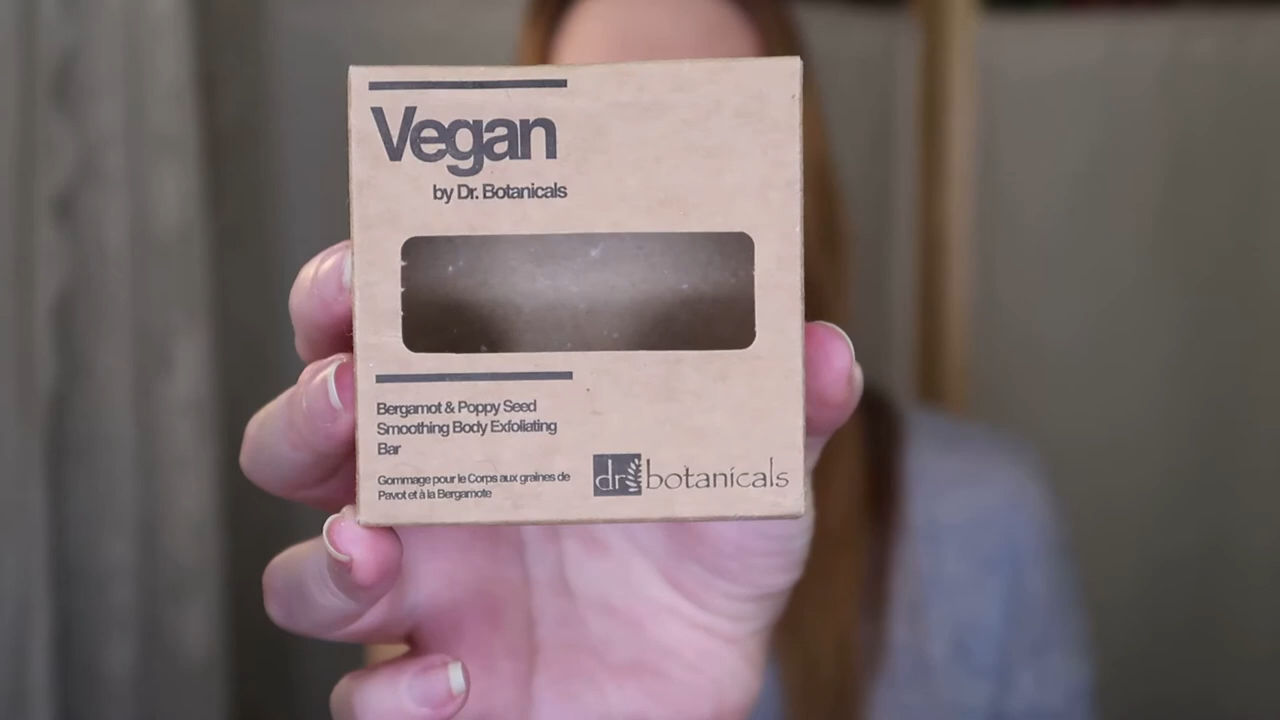 Vegan
by Dr. Botanicals
Bergamot & Poppy Seed
Smoothing Body Exfoliating
Bar
Gommage pour le Corps aux graines de
Pavot et à la Bergamote
dr botanicals